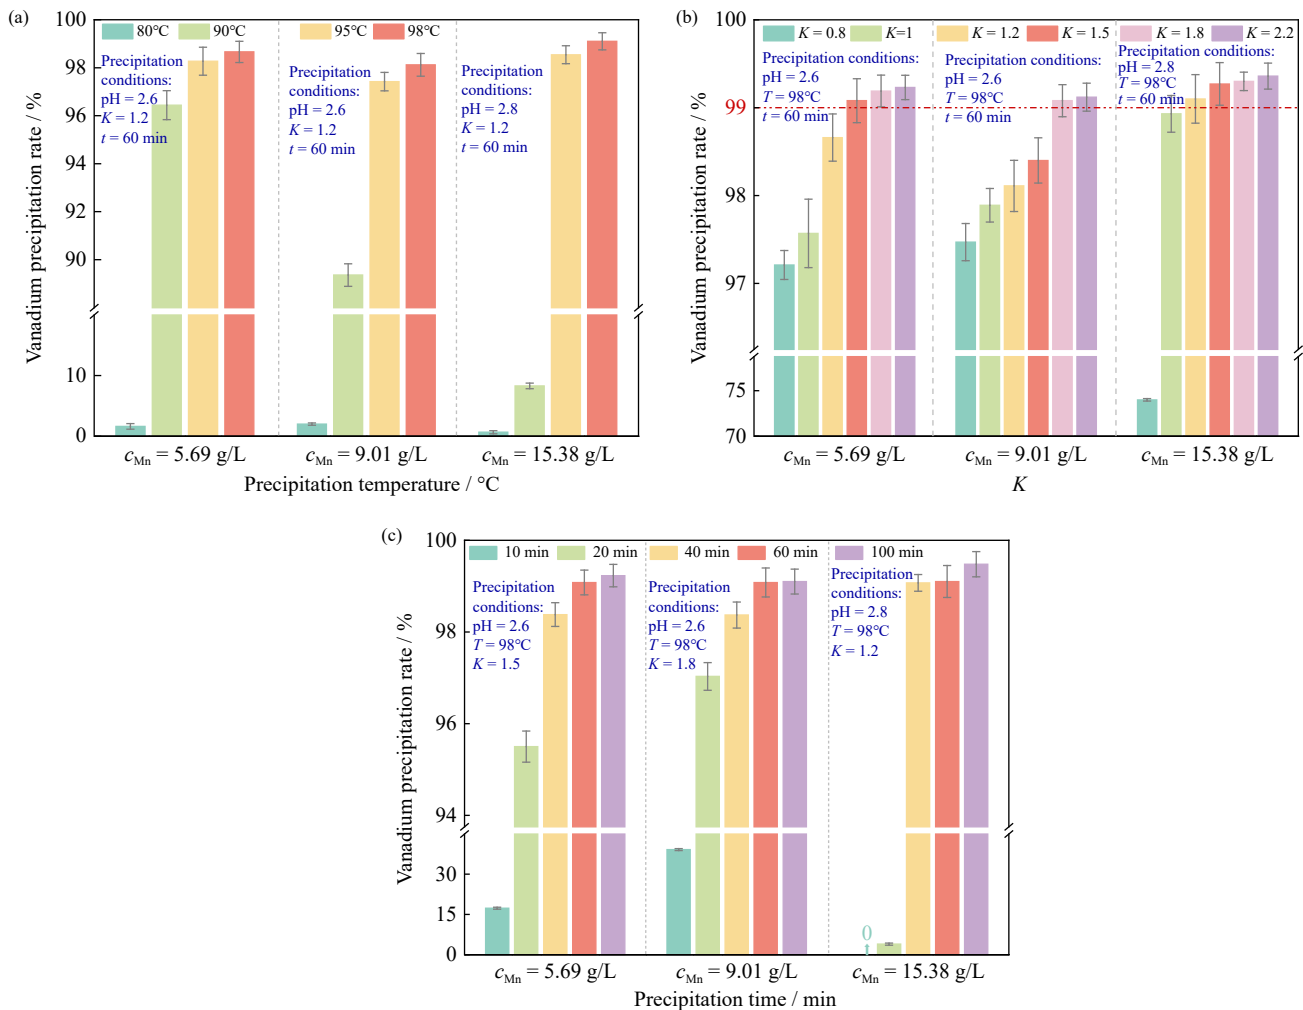 (a)
100
98
96
94
92
90
10
0
Vanadium precipitation rate / %
80°C
90°C
95°C
98°C
Precipitation
conditions:
pH = 2.6
K = 1.2
t = 60 min
Precipitation
conditions:
pH = 2.6
K = 1.2
t = 60 min
Precipitation
conditions:
pH = 2.8
K = 1.2
t = 60 min
cMn = 5.69 g/L
cMn = 9.01 g/L
cMn = 15.38 g/L
Precipitation temperature / °C
(b)
100
99
98
97
75
70
Vanadium precipitation rate / %
K = 0.8
K=1
K = 1.2
K = 1.5
K = 1.8
K = 2.2
Precipitation conditions:
pH = 2.6
T = 98°C
t = 60 min
Precipitation conditions:
pH = 2.6
T = 98°C
t = 60 min
Precipitation conditions:
pH = 2.8
T = 98°C
t = 60 min
cMn = 5.69 g/L
cMn = 9.01 g/L
cMn = 15.38 g/L
K
(c)
100
98
96
94
30
15
0
Vanadium precipitation rate / %
10 min
20 min
40 min
60 min
100 min
Precipitation
conditions:
pH = 2.6
T = 98°C
K = 1.5
Precipitation
conditions:
pH = 2.6
T = 98°C
K = 1.8
Precipitation
conditions:
pH = 2.8
T = 98°C
K = 1.2
0
cMn = 5.69 g/L
cMn = 9.01 g/L
cMn = 15.38 g/L
Precipitation time / min